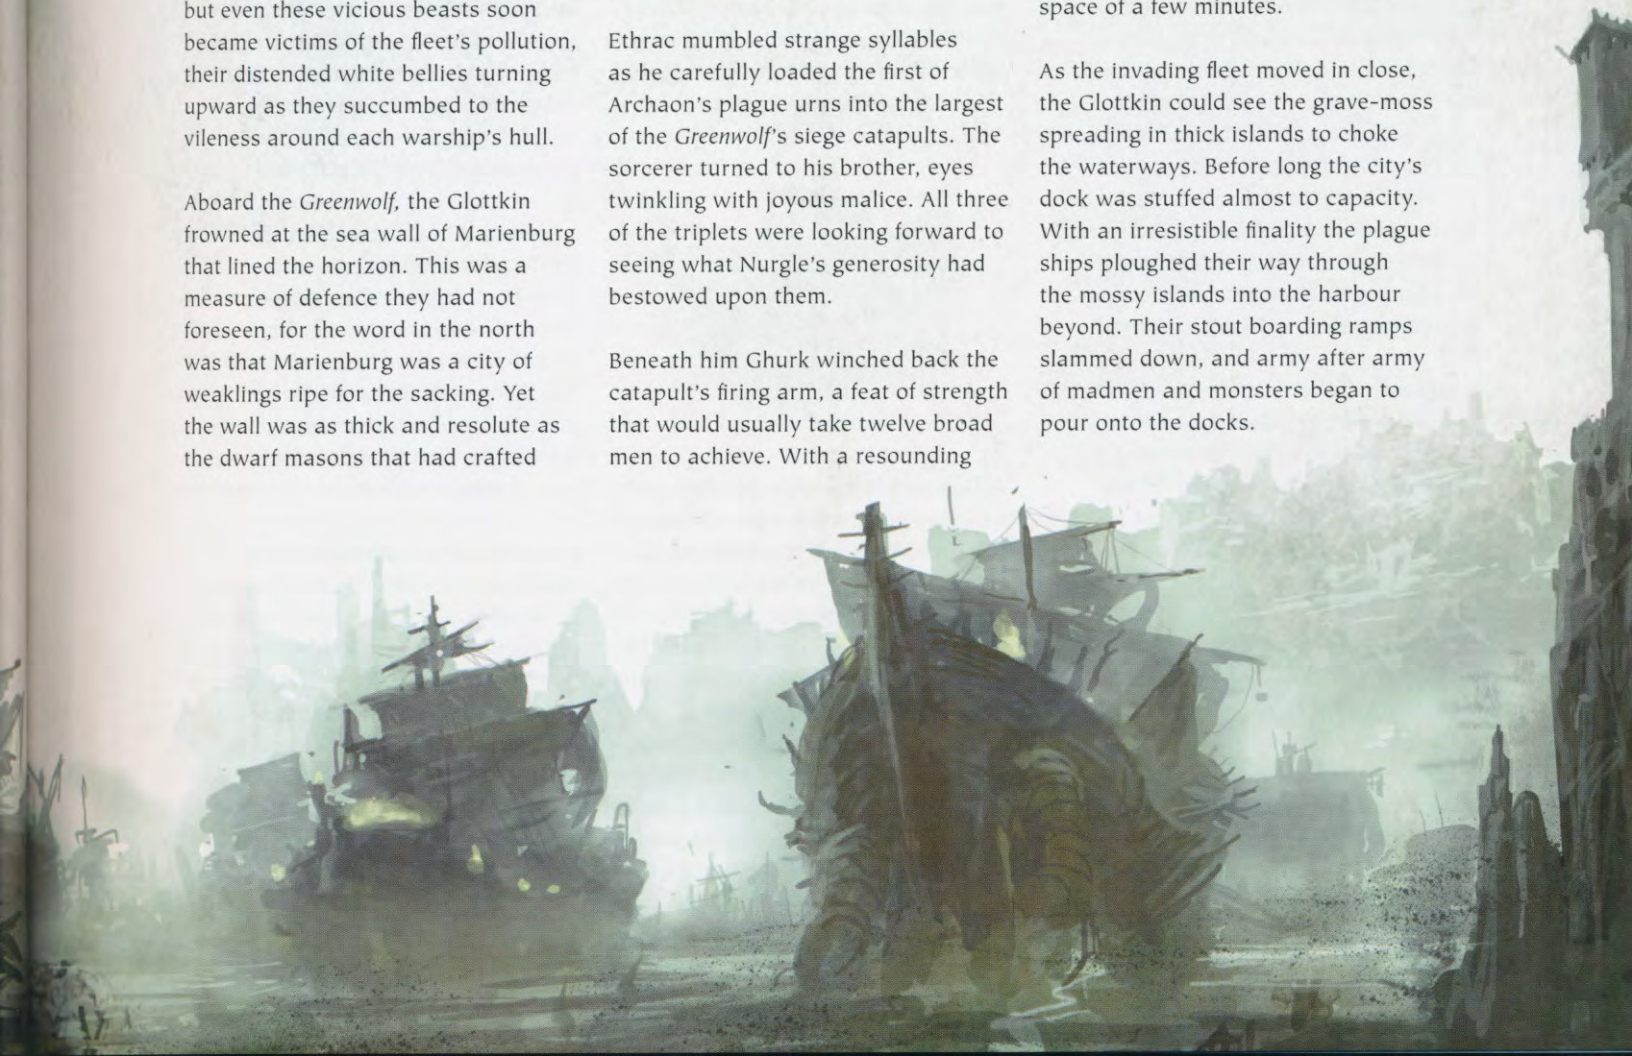 but even these vicious beasts soon
became victims of the fleet's pollution,
their distended white bellies turning
upward as they succumbed to the
vileness around each warship's hull.
Aboard the Greenwolf, the Glottkin
frowned at the sea wall of Marienburg
that lined the horizon. This was a
measure of defence they had not
foreseen, for the word in the north
was that Marienburg was a city of
weaklings ripe for the sacking. Yet
the wall was as thick and resolute as
the dwarf masons that had crafted
Ethrac mumbled strange syllables
as he carefully loaded the first of
Archaon's plague urns into the largest
of the Greenwolf's siege catapults. The
sorcerer turned to his brother, eyes
twinkling with joyous malice. All three
of the triplets were looking forward to
seeing what Nurgle's generosity had
bestowed upon them.
Beneath him Ghurk winched back the
catapult's firing arm, a feat of strength
that would usually take twelve broad
men to achieve. With a resounding
space of a few minutes.
As the invading fleet moved in close,
the Glottkin could see the grave-moss
spreading in thick islands to choke
the waterways. Before long the city's
dock was stuffed almost to capacity.
With an irresistible finality the plague
ships ploughed their way through
the mossy islands into the harbour
beyond. Their stout boarding ramps
slammed down, and army after army
of madmen and monsters began to
pour onto the docks.